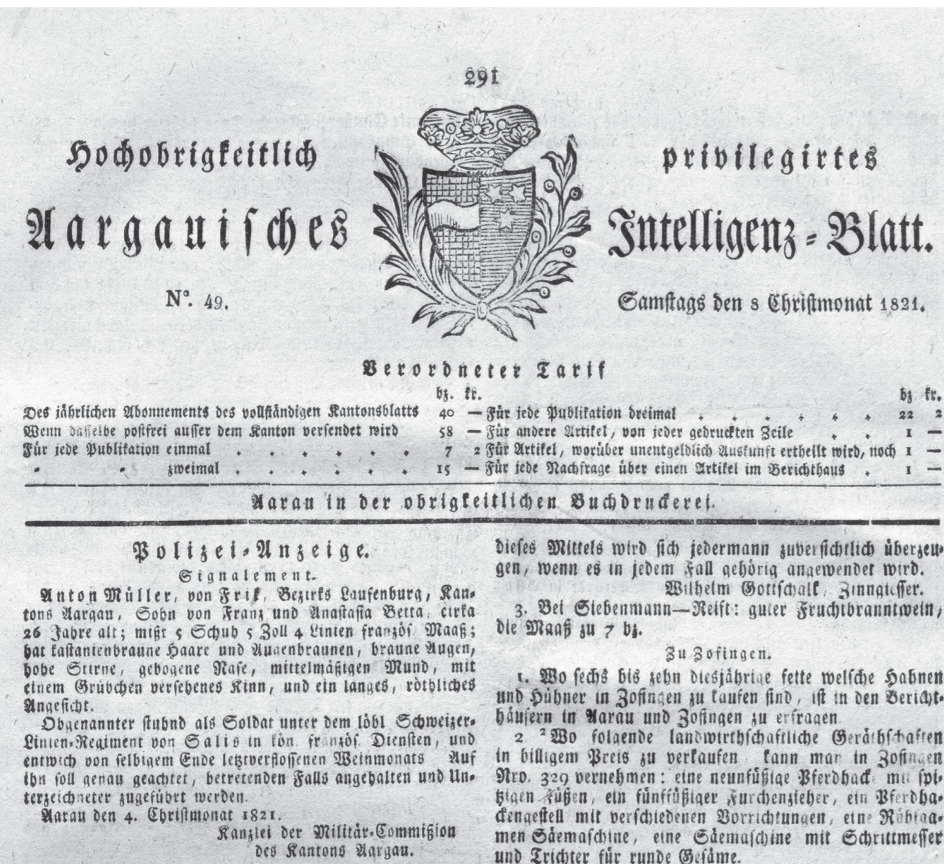 291
Hochobrigkeitlich privilegirtes
Aargauisches Intelligenz-Blatt.
Nº. 49. Samstags den 8 Christmonat 1821.
Verordneter Tarif
bz. kr.
Des jährlichen Abonnements des vollständigen Kantonsblatts 40 —
Wenn dasselbe postfrei ausser dem Kanton versendet wird 58 —
Für jede Publikation einmal . . . . . . 7 2
" " zweimal . . . . . . 15 —
bz kr.
Für jede Publikation dreimal . . . . . . 22 2
Für andere Artikel, von jeder gedruckten Zeile . . 1 —
Für Artikel, worüber unentgeldlich Auskunft ertheilt wird, noch 1 —
Für jede Nachfrage über einen Artikel im Berichthaus . 1 —
Aarau in der obrigkeitlichen Buchdruckerei.
Polizei-Anzeige.
Signalement.
Anton Müller, von Frik, Bezirks Laufenburg, Kan-
tons Aargau, Sohn von Franz und Anastasia Betta, cirka
26 Jahre alt; mißt 5 Schuh 5 Zoll 4 Linien französ Maaß;
hat kastanienbraune Haare und Augenbraunen, braune Augen,
hohe Stirne, gebogene Nase, mittelmäßigen Mund, mit
einem Grübchen versehenes Kinn, und ein langes, röthliches
Angesicht.
Obgenannter stuhnd als Soldat unter dem löbl Schweizer-
Linien-Regiment von Salis in kön. französ. Diensten, und
entwich von selbigem Ende letztverflossenen Weinmonats Auf
ihn soll genau geachtet, betretenden Falls angehalten und Un-
terzeichneter zugeführt werden.
Aarau den 4. Christmonat 1821.
Kanzlei der Militär-Commißion
des Kantons Aargau.
dieses Mittels wird sich jedermann zuversichtlich überzeu-
gen, wenn es in jedem Fall gehörig angewendet wird.
Wilhelm Gottschalk, Zinngiesser.
3. Bei Siebenmann—Reist: guter Fruchtbranntwein,
die Maaß zu 7 bz.
Zu Zofingen.
1. Wo sechs bis zehn diesjährige fette welsche Hahnen
und Hühner in Zofingen zu kaufen sind, ist in den Bericht-
häusern in Aarau und Zofingen zu erfragen
2 Wo folgende landwirthschaftliche Geräthschaften
in billigem Preis zu verkaufen kann man in Zofingen
Nro. 329 vernehmen: eine neunfüßige Pferdhack mit spi-
tzigen Füßen, ein fünffüßiger Furchenzieher, ein Pferdha-
ckengestell mit verschiedenen Vorrichtungen, eine
men Säemaschine, eine Säemaschine mit Schrittmesser
und Trichter für runde Gesäme.